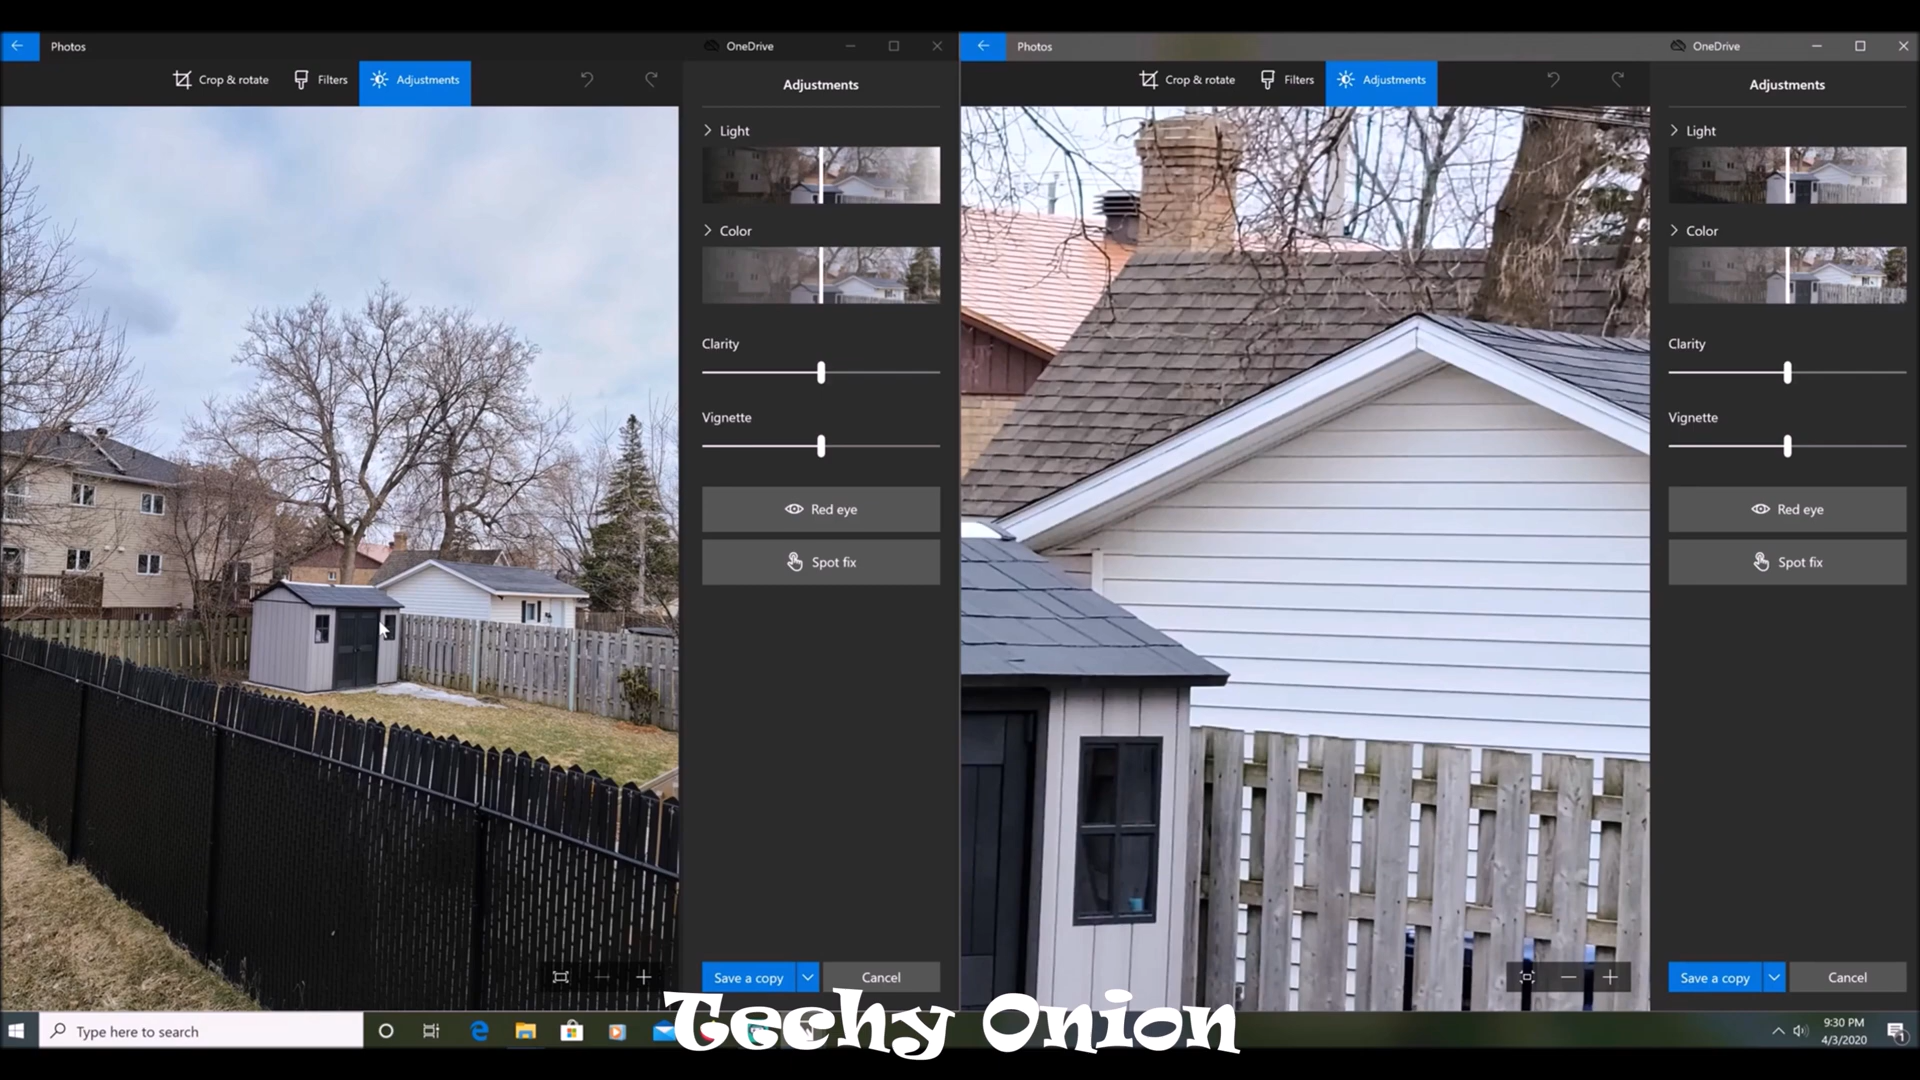 Photos
OneDrive
Crop & rotate
Filters
Adjustments
Adjustments
Light
Color
Clarity
Vignette
Red eye
Spot fix
Save a copy
Cancel
Photos
OneDrive
Crop & rotate
Filters
Adjustments
Adjustments
Light
Color
Clarity
Vignette
Red eye
Spot fix
Save a copy
Cancel
Techy Onion
Type here to search
9:30 PM
4/3/2020
1